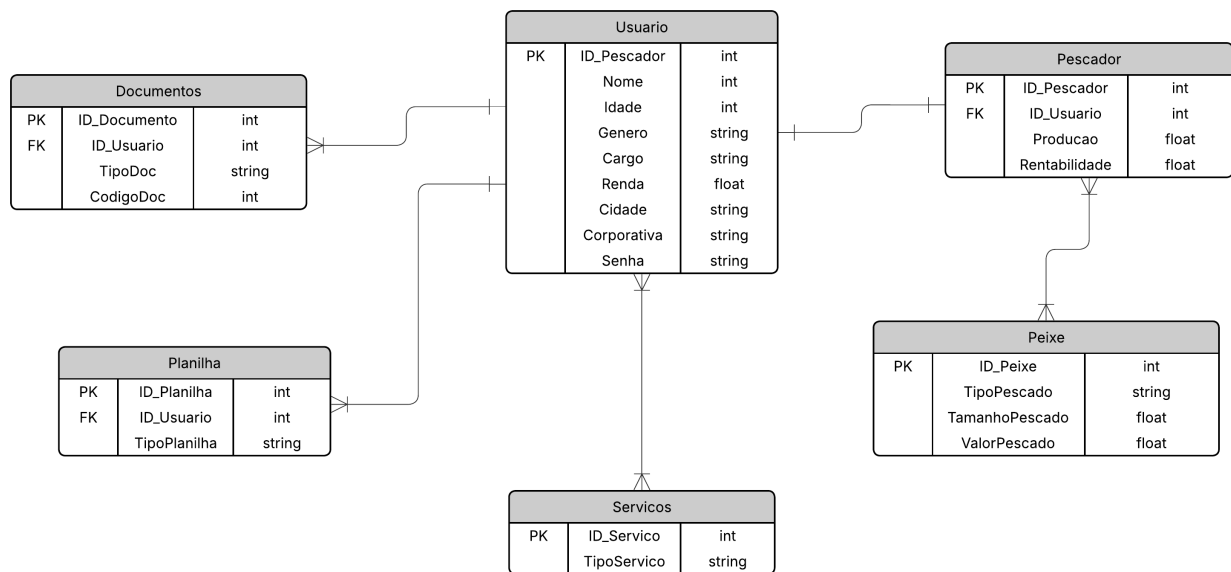 Usuario
PK ID_Pescador int
Nome int
Idade int
Genero string
Cargo string
Renda float
Cidade string
Corporativa string
Senha string
Pescador
PK ID_Pescador int
FK ID_Usuario int
Producao float
Rentabilidade float
Documentos
PK ID_Documento int
FK ID_Usuario int
TipoDoc string
CodigoDoc int
Planilha
PK ID_Planilha int
FK ID_Usuario int
TipoPlanilha string
Peixe
PK ID_Peixe int
TipoPescado string
TamanhoPescado float
ValorPescado float
Servicos
PK ID_Servico int
TipoServico string